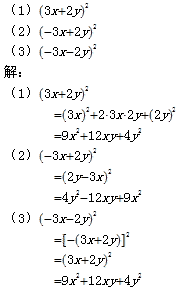 (1) (3x+2y)²
(2) (−3x+2y)²
(3) (−3x−2y)²
解：
(1) (3x+2y)²
=(3x)²+2·3x·2y+(2y)²
=9x²+12xy+4y²
(2) (−3x+2y)²
=(2y−3x)²
=4y²−12xy+9x²
(3) (−3x−2y)²
=[−(3x+2y)]²
=(3x+2y)²
=9x²+12xy+4y²